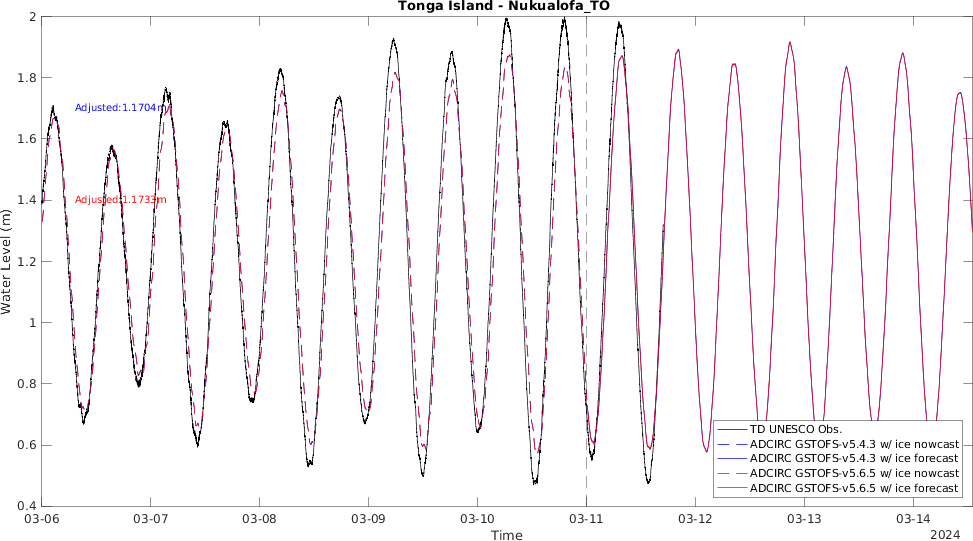 Tonga Island - Nukualofa_TO
2
1.8
1.6
1.4
1.2
1
0.8
0.6
0.4
Water Level (m)
Adjusted:1.1704m
Adjusted:1.1733m
TD UNESCO Obs.
ADCIRC GSTOFS-v5.4.3 w/ ice nowcast
ADCIRC GSTOFS-v5.4.3 w/ ice forecast
ADCIRC GSTOFS-v5.6.5 w/ ice nowcast
ADCIRC GSTOFS-v5.6.5 w/ ice forecast
03-06 03-07 03-08 03-09 03-10 03-11 03-12 03-13 03-14
Time
2024